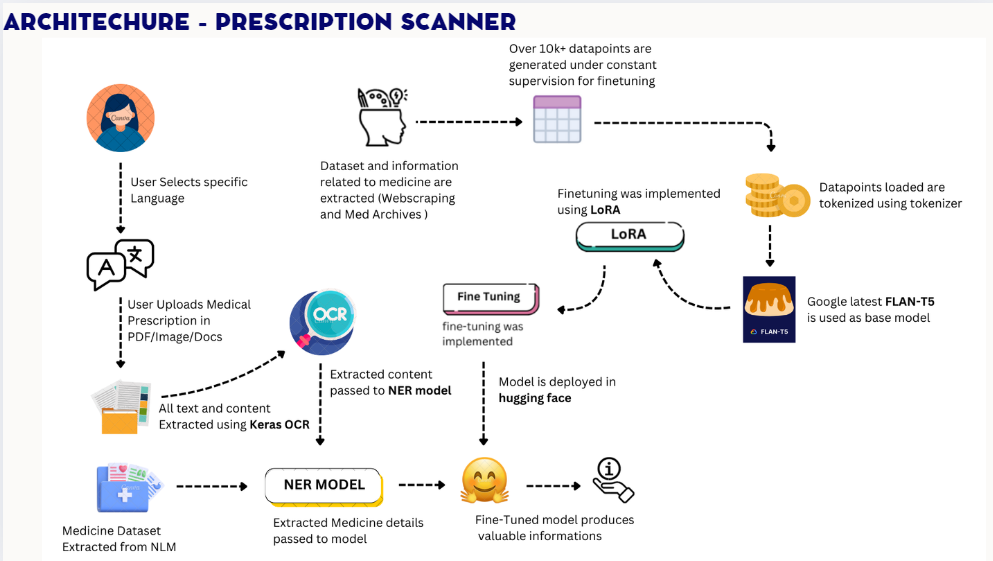 ARCHITECHURE - PRESCRIPTION SCANNER
Over 10k+ datapoints are
generated under constant
supervision for finetuning
Canva
User Selects specific
Language
Dataset and information
related to medicine are
extracted (Webscraping
and Med Archives )
Datapoints loaded are
tokenized using tokenizer
Finetuning was implemented
using LoRA
LoRA
A 文
User Uploads Medical
Prescription in
PDF/Image/Docs
OCR
Fine Tuning
fine-tuning was
implemented
FLAN-T5
Google latest FLAN-T5
is used as base model
Extracted content
passed to NER model
Model is deployed in
hugging face
All text and content
Extracted using Keras OCR
NER MODEL
i
Medicine Dataset
Extracted from NLM
Extracted Medicine details
passed to model
Fine-Tuned model produces
valuable informations